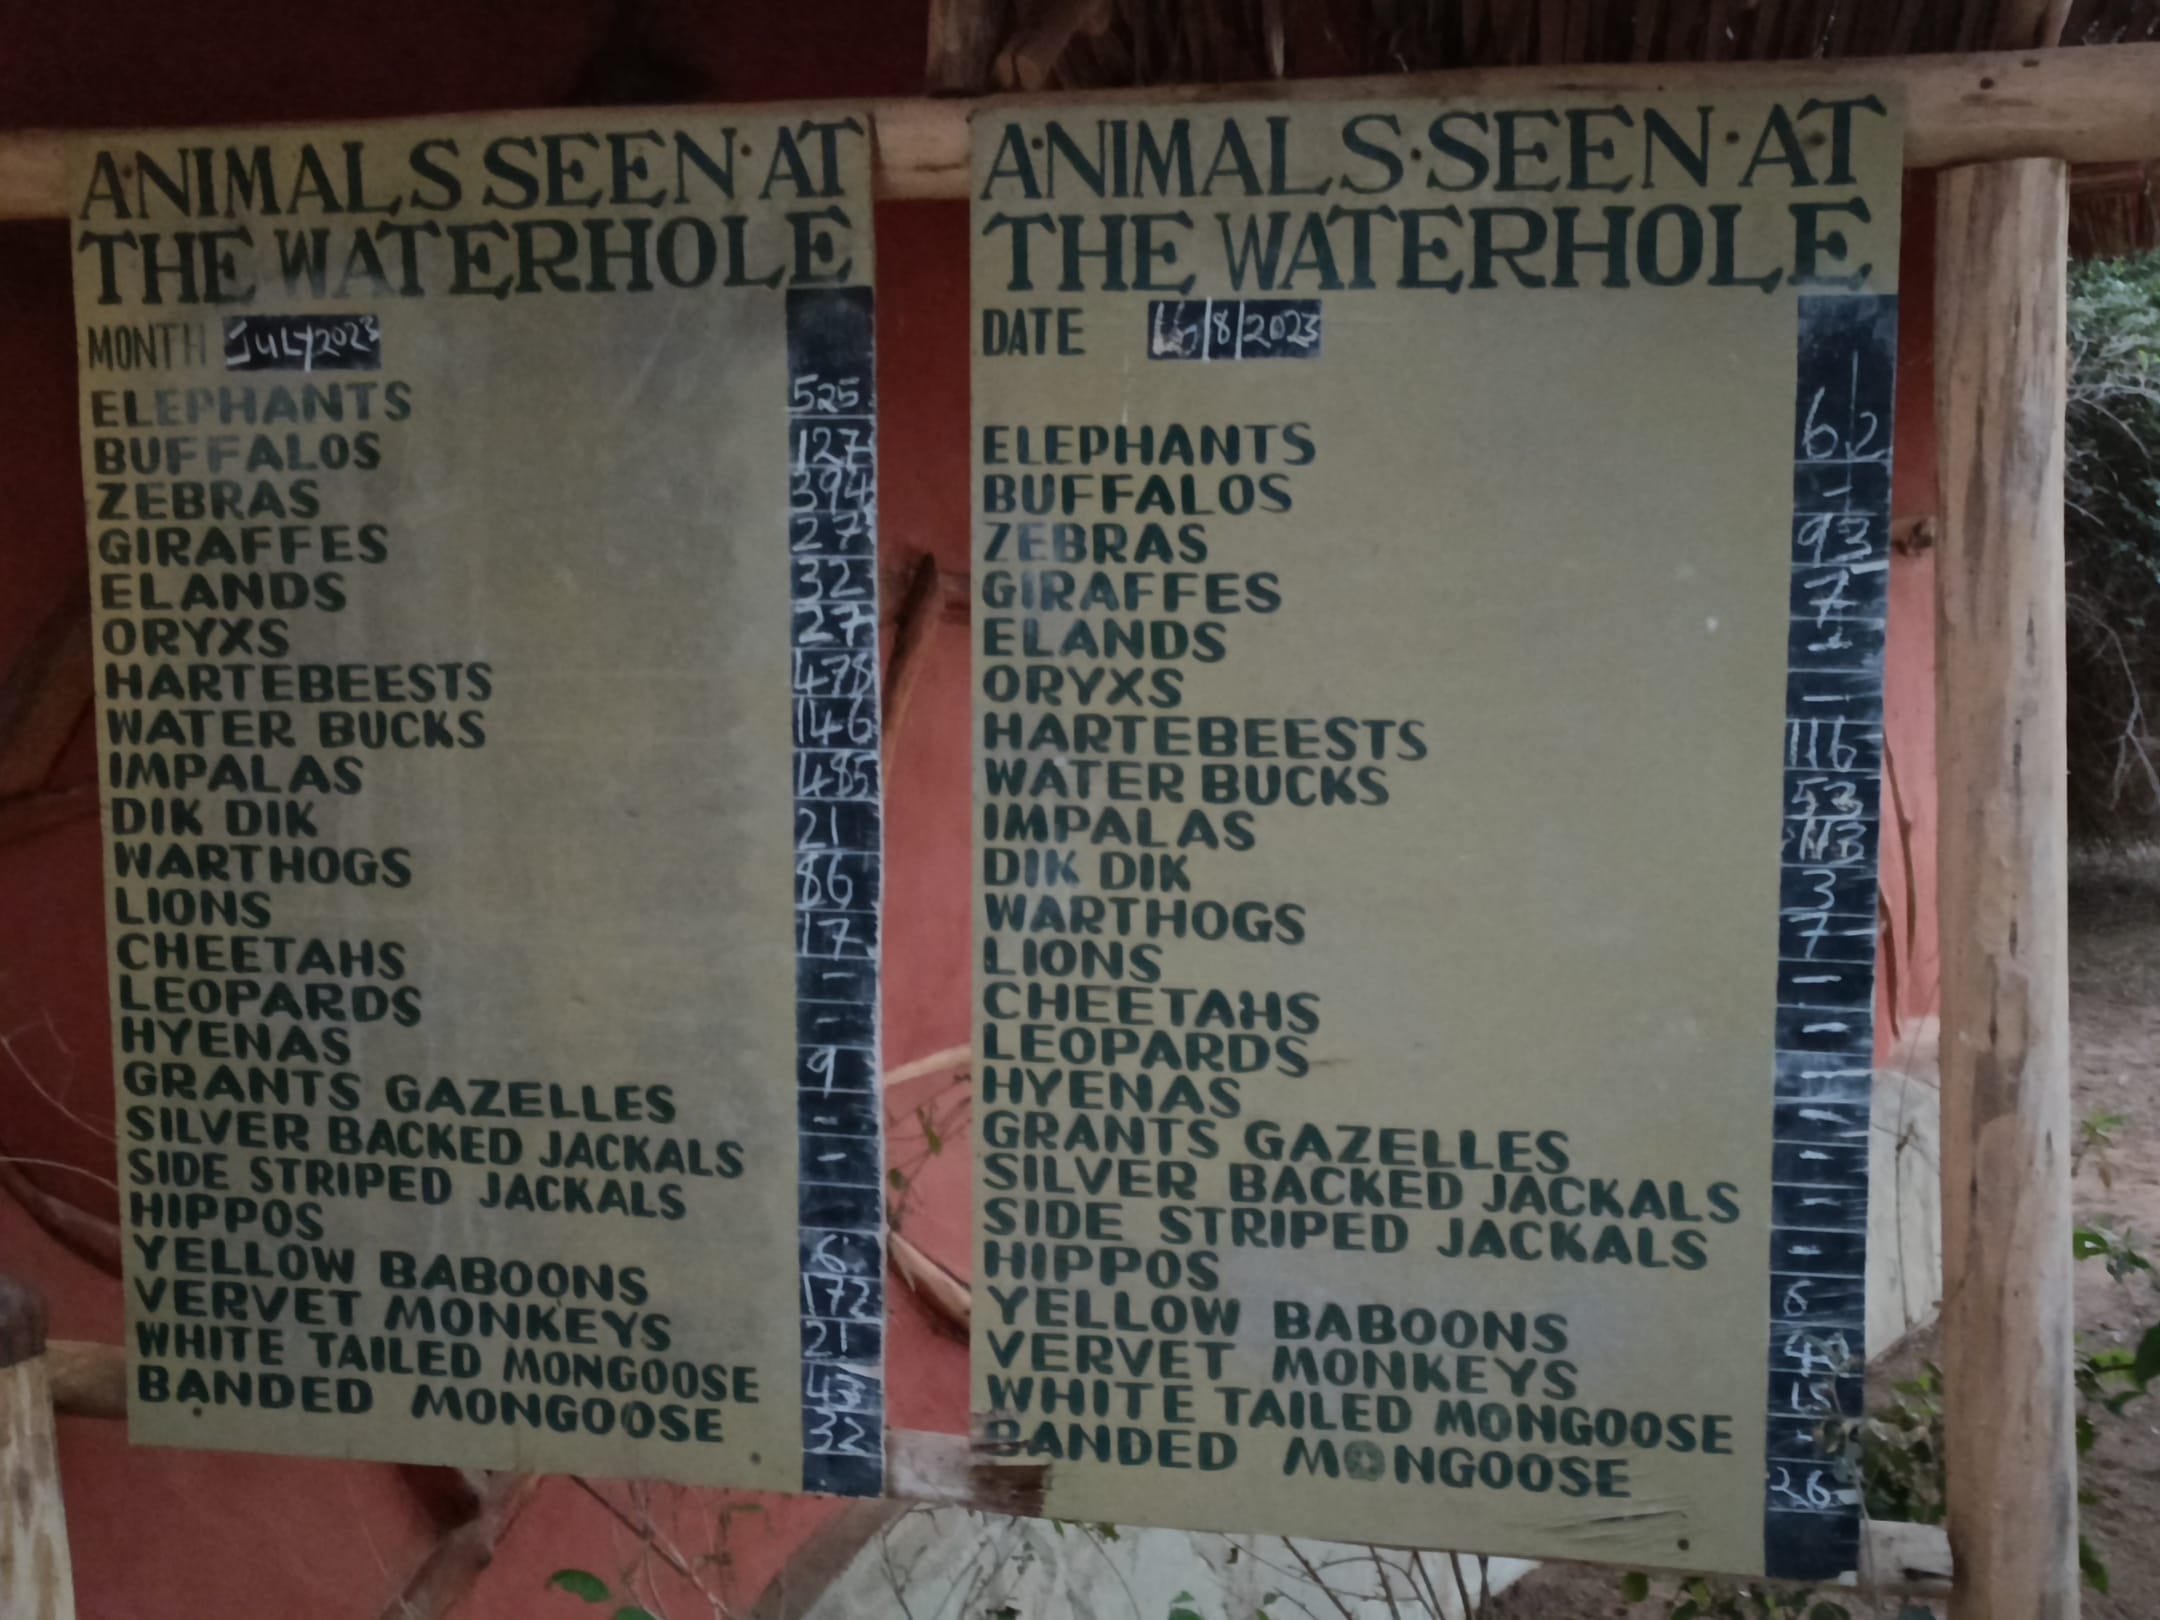 ANIMALS SEEN AT
THE WATERHOLE
MONTH JULY/2023
ELEPHANTS 525
BUFFALOS 127
ZEBRAS 394
GIRAFFES 27
ELANDS 32
ORYXS 27
HARTEBEESTS 478
WATER BUCKS 146
IMPALAS 485
DIK DIK 21
WARTHOGS 86
LIONS 17
CHEETAHS -
LEOPARDS -
HYENAS 9
GRANTS GAZELLES -
SILVER BACKED JACKALS -
SIDE STRIPED JACKALS -
HIPPOS 6
YELLOW BABOONS 172
VERVET MONKEYS 21
WHITE TAILED MONGOOSE
BANDED MONGOOSE 32
ANIMALS SEEN AT
THE WATERHOLE
DATE 16/8/2023
ELEPHANTS 62
BUFFALOS -
ZEBRAS 93
GIRAFFES 7
ELANDS -
ORYXS -
HARTEBEESTS 116
WATER BUCKS 53
IMPALAS 113
DIK DIK 3
WARTHOGS 7
LIONS -
CHEETAHS -
LEOPARDS -
HYENAS -
GRANTS GAZELLES -
SILVER BACKED JACKALS -
SIDE STRIPED JACKALS -
HIPPOS 6
YELLOW BABOONS
VERVET MONKEYS 15
WHITE TAILED MONGOOSE -
BANDED MONGOOSE 26